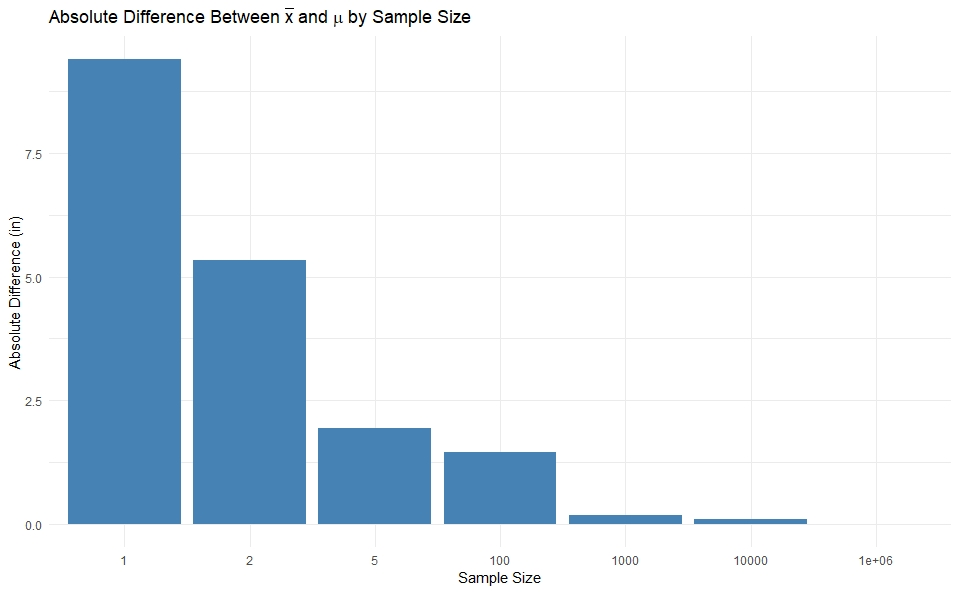 Absolute Difference Between x̅ and μ by Sample Size
Absolute Difference (in)
7.5
5.0
2.5
0.0
1 2 5 100 1000 10000 1e+06
Sample Size